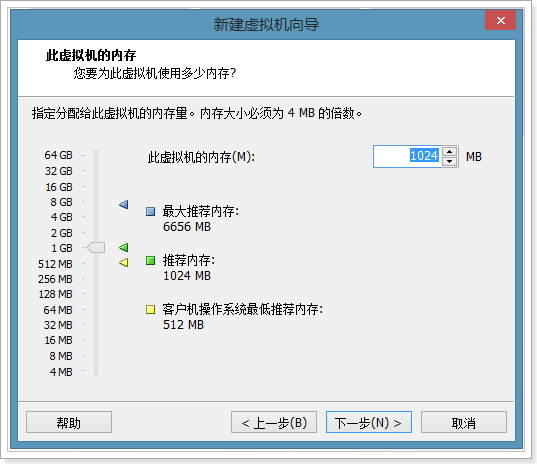 新建虚拟机向导
此虚拟机的内存
您要为此虚拟机使用多少内存?
指定分配给此虚拟机的内存量。内存大小必须为 4 MB 的倍数。
此虚拟机的内存(M): 1024 MB
64 GB
32 GB
16 GB
8 GB
4 GB
2 GB
1 GB
512 MB
256 MB
128 MB
64 MB
32 MB
16 MB
8 MB
4 MB
最大推荐内存:
6656 MB
推荐内存:
1024 MB
客户机操作系统最低推荐内存:
512 MB
帮助
< 上一步(B)
下一步(N) >
取消